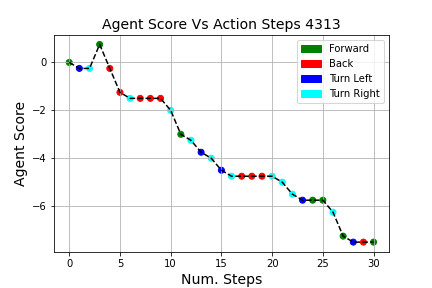 Agent Score Vs Action Steps 4313
Forward
Back
Turn Left
Turn Right
0
−2
−4
−6
Agent Score
0 5 10 15 20 25 30
Num. Steps